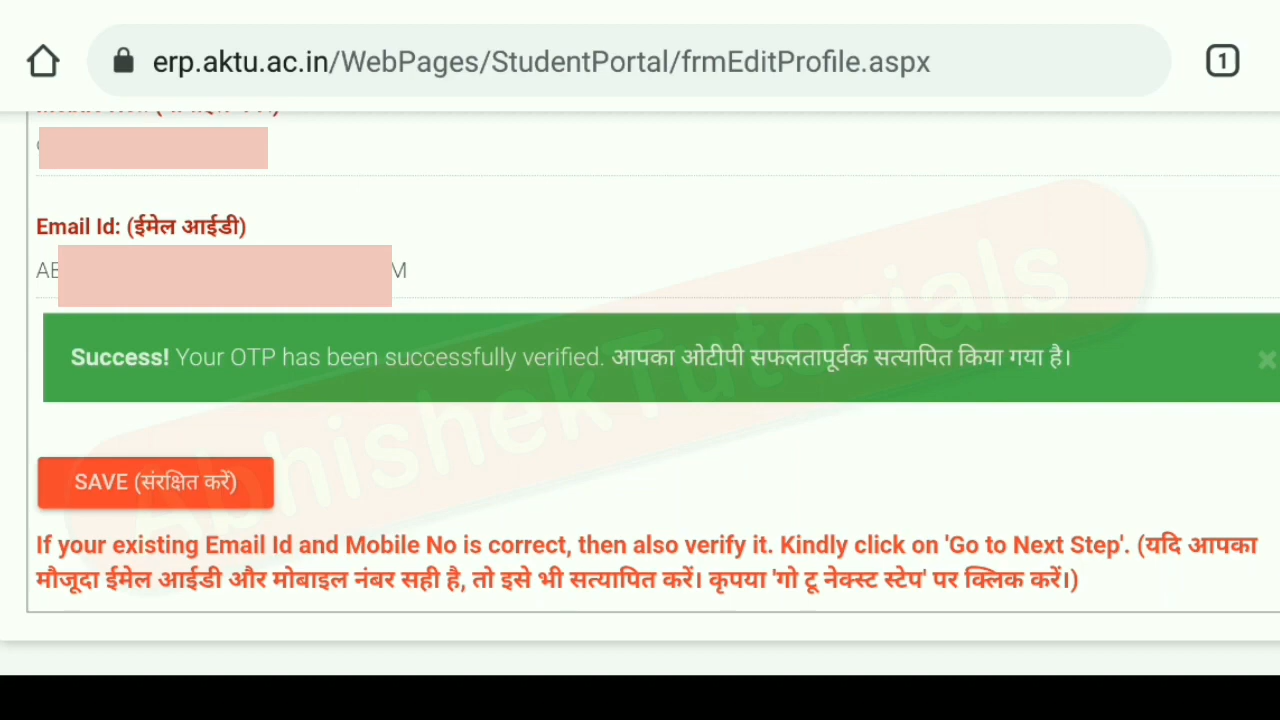 erp.aktu.ac.in/WebPages/StudentPortal/frmEditProfile.aspx
1
Email Id: (ईमेल आईडी)
AB M
Success! Your OTP has been successfully verified. आपका ओटीपी सफलतापूर्वक सत्यापित किया गया है।
×
AbhishekTutorials
SAVE (संरक्षित करें)
If your existing Email Id and Mobile No is correct, then also verify it. Kindly click on 'Go to Next Step'. (यदि आपका
मौजूदा ईमेल आईडी और मोबाइल नंबर सही है, तो इसे भी सत्यापित करें। कृपया 'गो टू नेक्स्ट स्टेप' पर क्लिक करें।)